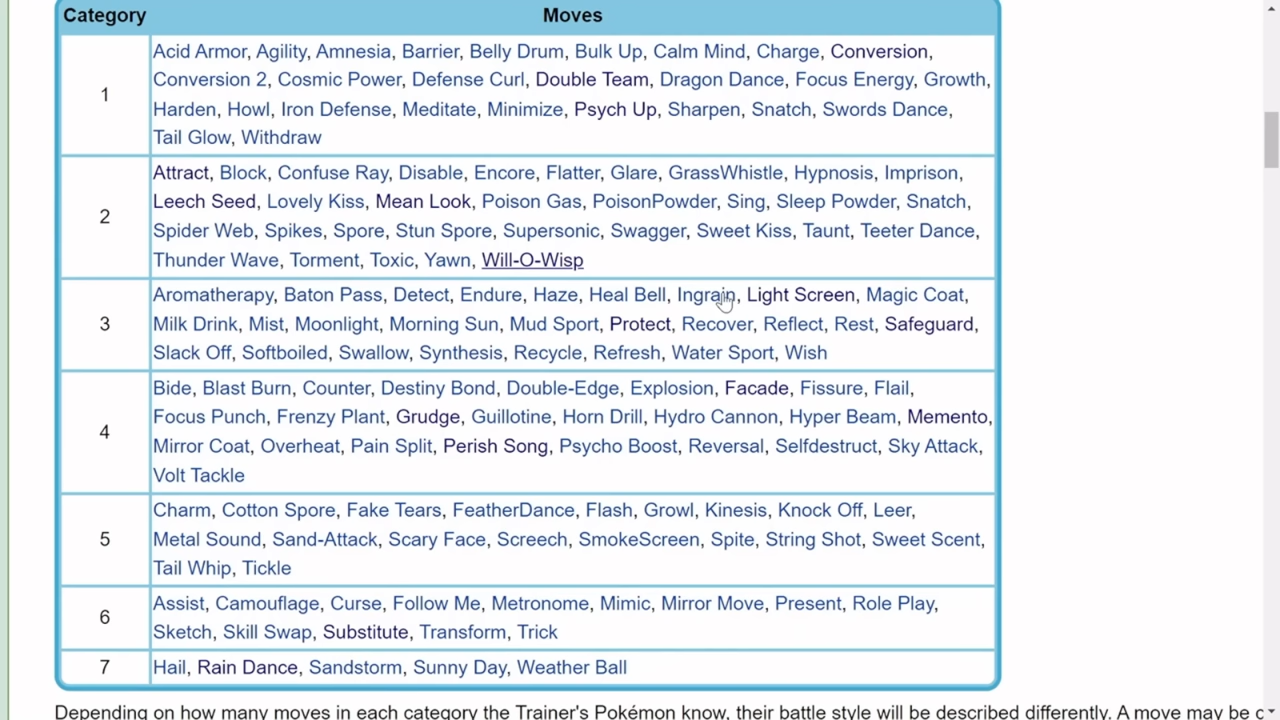 Category Moves
1
Acid Armor, Agility, Amnesia, Barrier, Belly Drum, Bulk Up, Calm Mind, Charge, Conversion,
Conversion 2, Cosmic Power, Defense Curl, Double Team, Dragon Dance, Focus Energy, Growth,
Harden, Howl, Iron Defense, Meditate, Minimize, Psych Up, Sharpen, Snatch, Swords Dance,
Tail Glow, Withdraw
2
Attract, Block, Confuse Ray, Disable, Encore, Flatter, Glare, GrassWhistle, Hypnosis, Imprison,
Leech Seed, Lovely Kiss, Mean Look, Poison Gas, PoisonPowder, Sing, Sleep Powder, Snatch,
Spider Web, Spikes, Spore, Stun Spore, Supersonic, Swagger, Sweet Kiss, Taunt, Teeter Dance,
Thunder Wave, Torment, Toxic, Yawn, Will-O-Wisp
3
Aromatherapy, Baton Pass, Detect, Endure, Haze, Heal Bell, Ingrain, Light Screen, Magic Coat,
Milk Drink, Mist, Moonlight, Morning Sun, Mud Sport, Protect, Recover, Reflect, Rest, Safeguard,
Slack Off, Softboiled, Swallow, Synthesis, Recycle, Refresh, Water Sport, Wish
4
Bide, Blast Burn, Counter, Destiny Bond, Double-Edge, Explosion, Facade, Fissure, Flail,
Focus Punch, Frenzy Plant, Grudge, Guillotine, Horn Drill, Hydro Cannon, Hyper Beam, Memento,
Mirror Coat, Overheat, Pain Split, Perish Song, Psycho Boost, Reversal, Selfdestruct, Sky Attack,
Volt Tackle
5
Charm, Cotton Spore, Fake Tears, FeatherDance, Flash, Growl, Kinesis, Knock Off, Leer,
Metal Sound, Sand-Attack, Scary Face, Screech, SmokeScreen, Spite, String Shot, Sweet Scent,
Tail Whip, Tickle
6
Assist, Camouflage, Curse, Follow Me, Metronome, Mimic, Mirror Move, Present, Role Play,
Sketch, Skill Swap, Substitute, Transform, Trick
7
Hail, Rain Dance, Sandstorm, Sunny Day, Weather Ball
Depending on how many moves in each category the Trainer's Pokémon know, their battle style will be described differently. A move may be